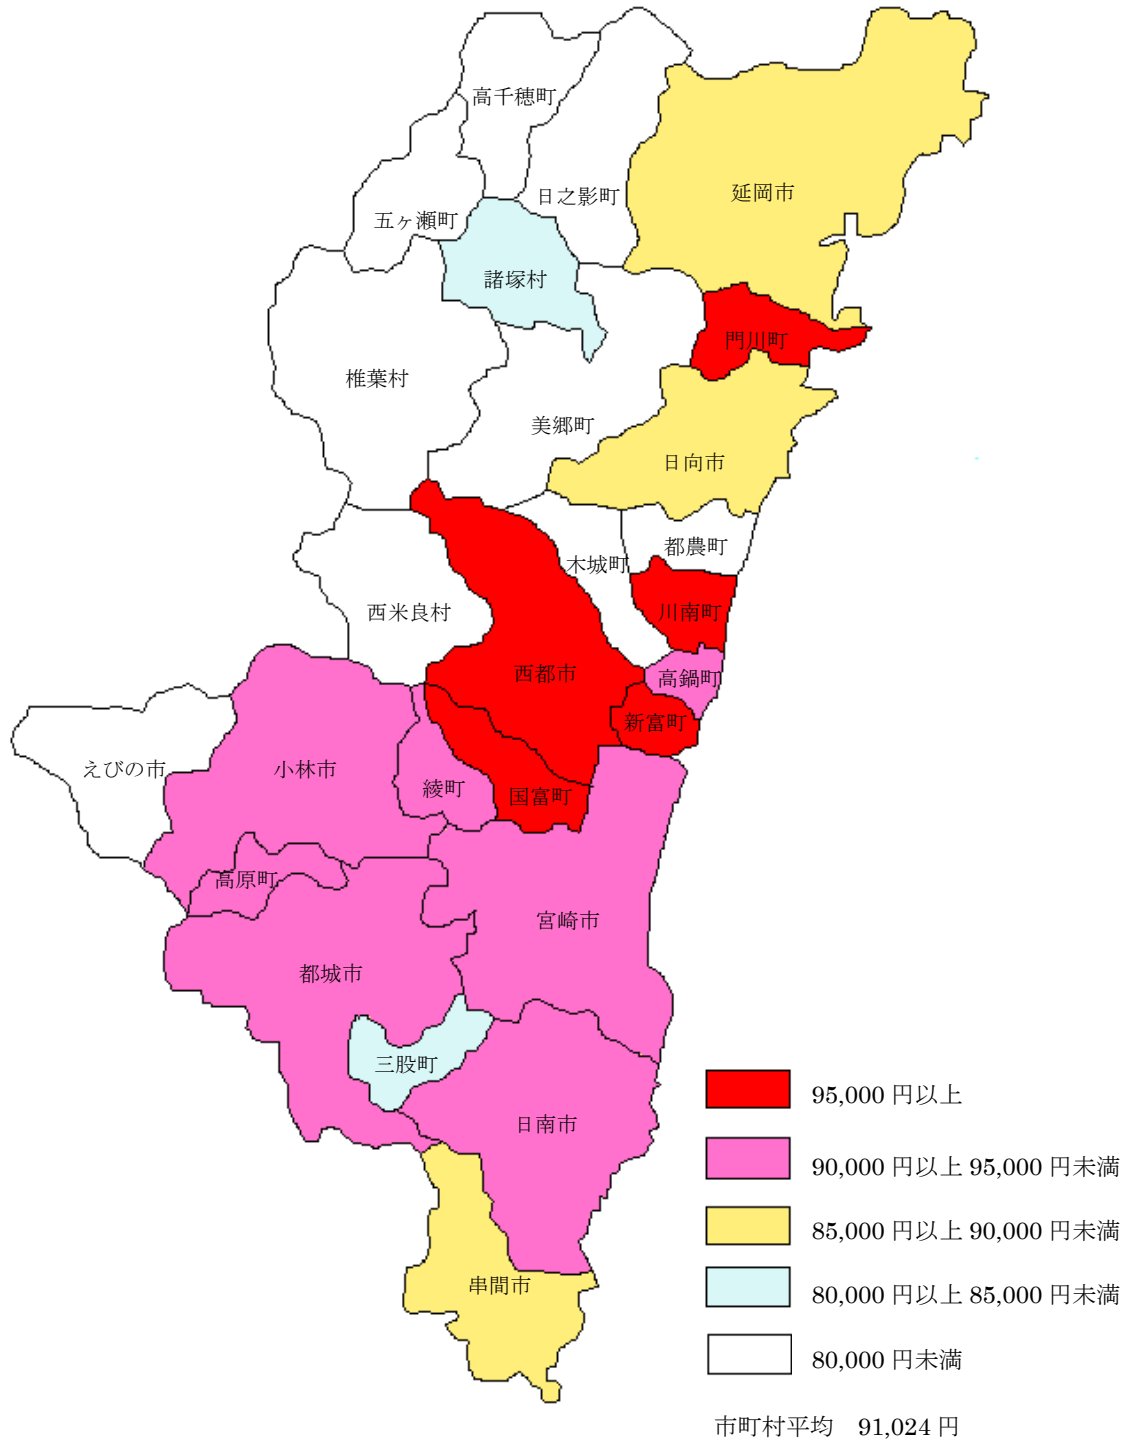 高千穂町
日之影町
延岡市
五ヶ瀬町
諸塚村
門川町
椎葉村
美郷町
日向市
都農町
木城町
西米良村
川南町
西都市
高鍋町
新富町
えびの市
小林市
綾町
国富町
高原町
宮崎市
都城市
三股町
日南市
串間市
95,000 円以上
90,000 円以上 95,000 円未満
85,000 円以上 90,000 円未満
80,000 円以上 85,000 円未満
80,000 円未満
市町村平均　91,024 円